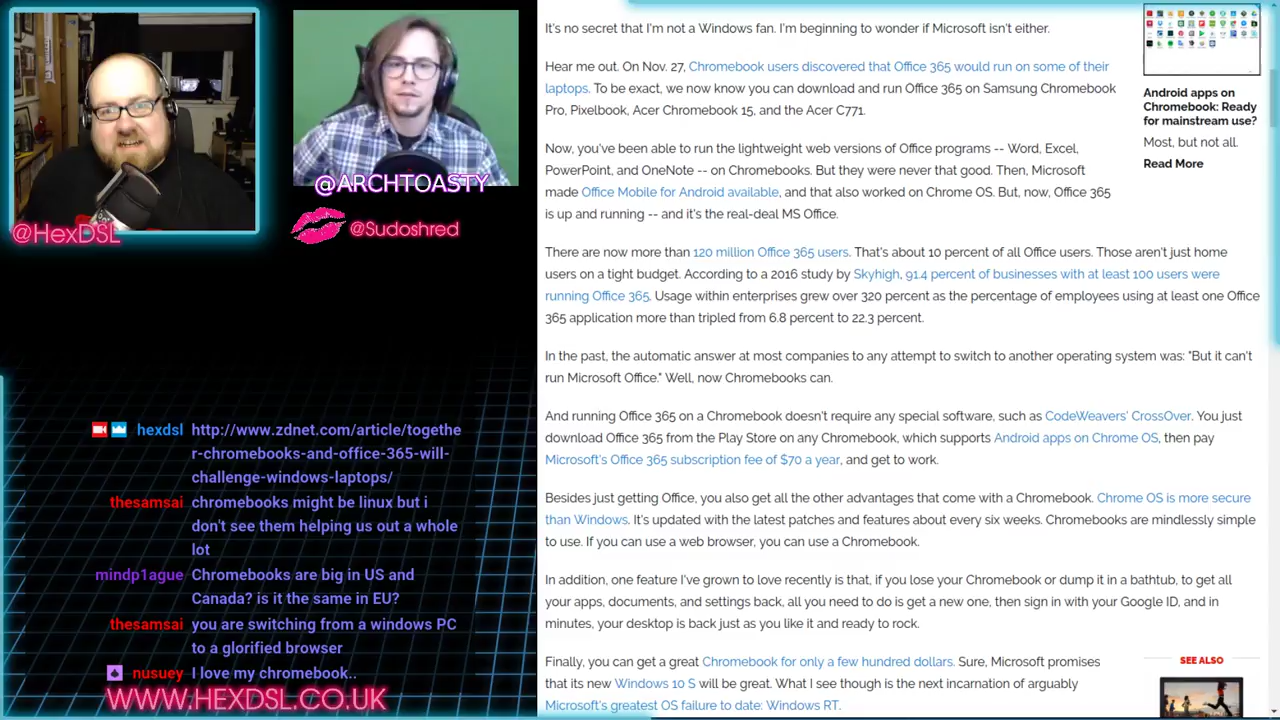 @HexDSL
@ARCHTOASTY
@Sudoshred
hexdsl http://www.zdnet.com/article/togethe
r-chromebooks-and-office-365-will-
challenge-windows-laptops/
thesamsai chromebooks might be linux but i
don't see them helping us out a whole
lot
mindp1ague Chromebooks are big in US and
Canada? is it the same in EU?
thesamsai you are switching from a windows PC
to a glorified browser
nusuey I love my chromebook..
WWW.HEXDSL.CO.UK
It's no secret that I'm not a Windows fan. I'm beginning to wonder if Microsoft isn't either.
Hear me out. On Nov. 27, Chromebook users discovered that Office 365 would run on some of their
laptops. To be exact, we now know you can download and run Office 365 on Samsung Chromebook
Pro, Pixelbook, Acer Chromebook 15, and the Acer C771.
Now, you've been able to run the lightweight web versions of Office programs -- Word, Excel,
PowerPoint, and OneNote -- on Chromebooks. But they were never that good. Then, Microsoft
made Office Mobile for Android available, and that also worked on Chrome OS. But, now, Office 365
is up and running -- and it's the real-deal MS Office.
There are now more than 120 million Office 365 users. That's about 10 percent of all Office users. Those aren't just home
users on a tight budget. According to a 2016 study by Skyhigh, 91.4 percent of businesses with at least 100 users were
running Office 365. Usage within enterprises grew over 320 percent as the percentage of employees using at least one Office
365 application more than tripled from 6.8 percent to 22.3 percent.
In the past, the automatic answer at most companies to any attempt to switch to another operating system was: "But it can't
run Microsoft Office." Well, now Chromebooks can.
And running Office 365 on a Chromebook doesn't require any special software, such as CodeWeavers' CrossOver. You just
download Office 365 from the Play Store on any Chromebook, which supports Android apps on Chrome OS, then pay
Microsoft's Office 365 subscription fee of $70 a year, and get to work.
Besides just getting Office, you also get all the other advantages that come with a Chromebook. Chrome OS is more secure
than Windows. It's updated with the latest patches and features about every six weeks. Chromebooks are mindlessly simple
to use. If you can use a web browser, you can use a Chromebook.
In addition, one feature I've grown to love recently is that, if you lose your Chromebook or dump it in a bathtub, to get all
your apps, documents, and settings back, all you need to do is get a new one, then sign in with your Google ID, and in
minutes, your desktop is back just as you like it and ready to rock.
Finally, you can get a great Chromebook for only a few hundred dollars. Sure, Microsoft promises
that its new Windows 10 S will be great. What I see though is the next incarnation of arguably
Microsoft's greatest OS failure to date: Windows RT.
Android apps on
Chromebook: Ready
for mainstream use?
Most, but not all.
Read More
SEE ALSO